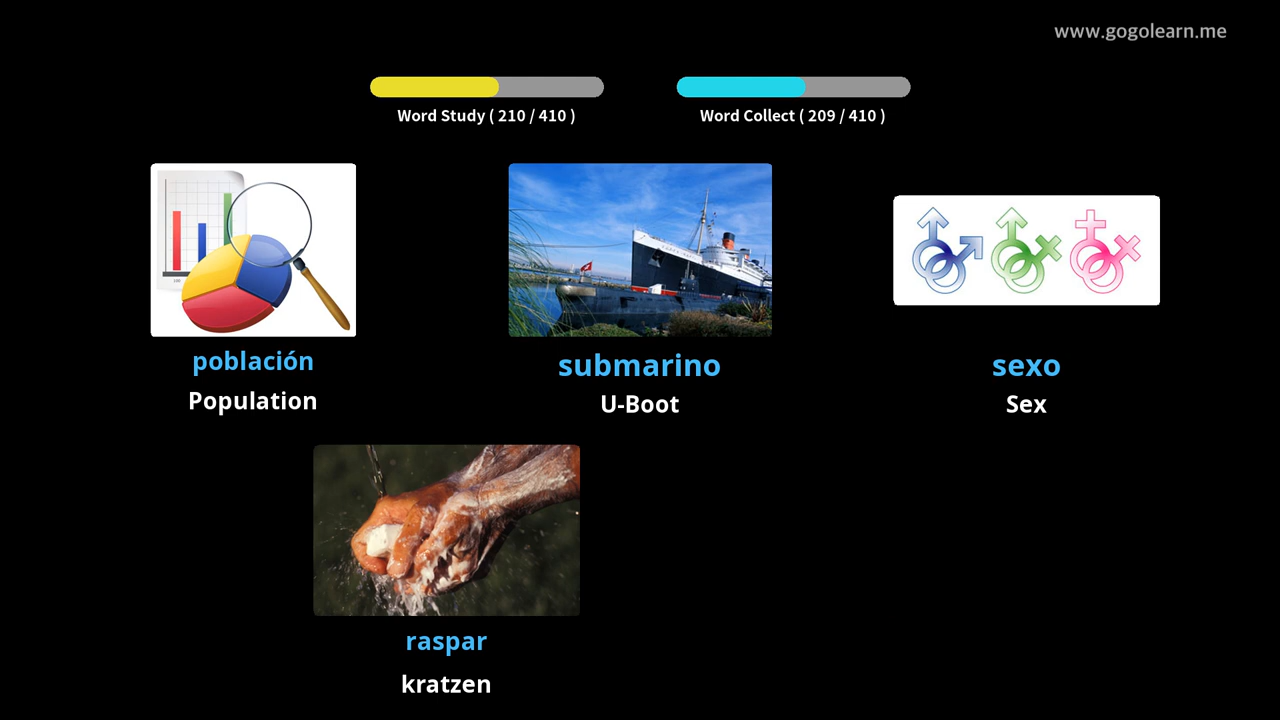 www.gogolearn.me
Word Study ( 210 / 410 )
Word Collect ( 209 / 410 )
población
Population
submarino
U-Boot
sexo
Sex
raspar
kratzen